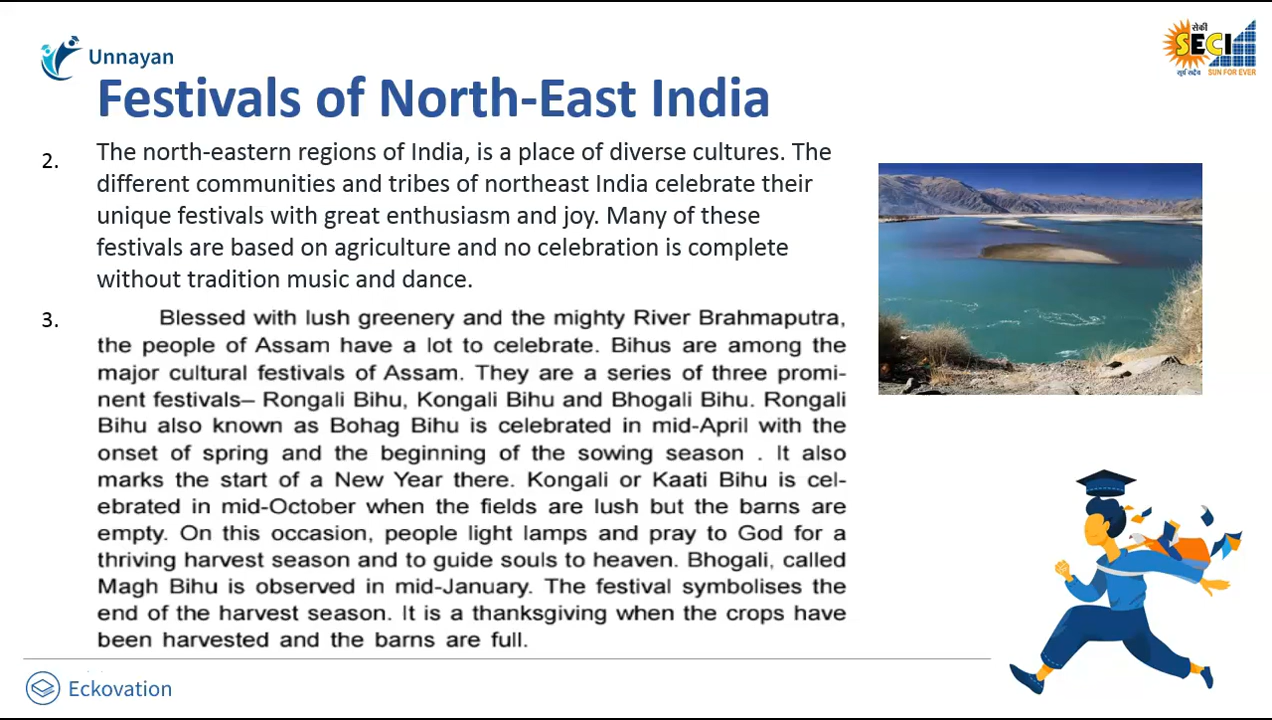 Unnayan
सेकी
SECI
सूर्य सदैव SUN FOR EVER
Festivals of North-East India
2.
The north-eastern regions of India, is a place of diverse cultures. The
different communities and tribes of northeast India celebrate their
unique festivals with great enthusiasm and joy. Many of these
festivals are based on agriculture and no celebration is complete
without tradition music and dance.
3.
Blessed with lush greenery and the mighty River Brahmaputra,
the people of Assam have a lot to celebrate. Bihus are among the
major cultural festivals of Assam. They are a series of three promi-
nent festivals– Rongali Bihu, Kongali Bihu and Bhogali Bihu. Rongali
Bihu also known as Bohag Bihu is celebrated in mid-April with the
onset of spring and the beginning of the sowing season . It also
marks the start of a New Year there. Kongali or Kaati Bihu is cel-
ebrated in mid-October when the fields are lush but the barns are
empty. On this occasion, people light lamps and pray to God for a
thriving harvest season and to guide souls to heaven. Bhogali, called
Magh Bihu is observed in mid-January. The festival symbolises the
end of the harvest season. It is a thanksgiving when the crops have
been harvested and the barns are full.
Eckovation